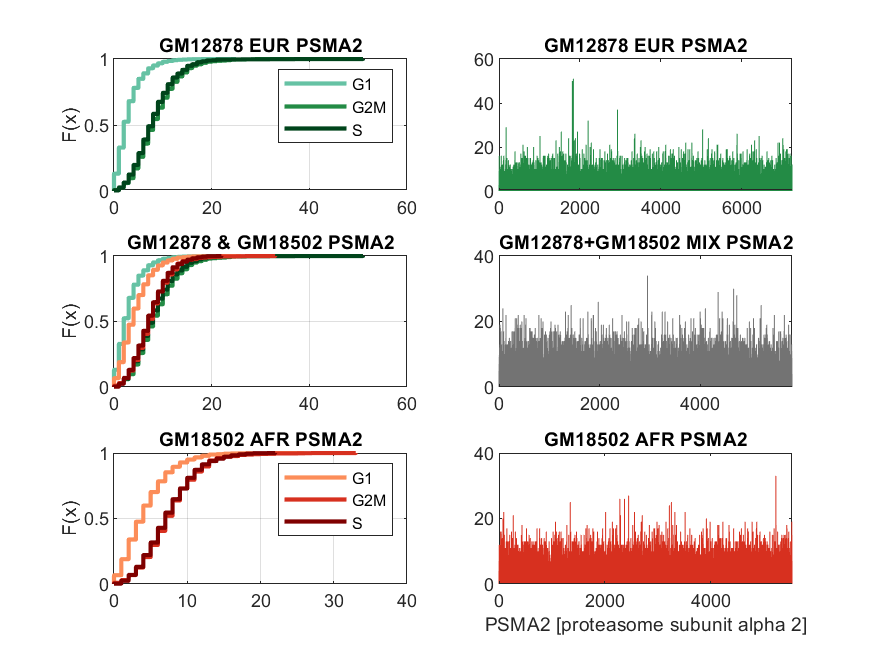 GM12878 EUR PSMA2
F(x)
1
0.5
0
0 20 40 60
G1
G2M
S
GM12878 EUR PSMA2
60
40
20
0
0 2000 4000 6000
GM12878 & GM18502 PSMA2
F(x)
1
0.5
0
0 20 40 60
GM12878+GM18502 MIX PSMA2
40
20
0
0 2000 4000
GM18502 AFR PSMA2
F(x)
1
0.5
0
0 10 20 30 40
G1
G2M
S
GM18502 AFR PSMA2
40
20
0
0 2000 4000
PSMA2 [proteasome subunit alpha 2]